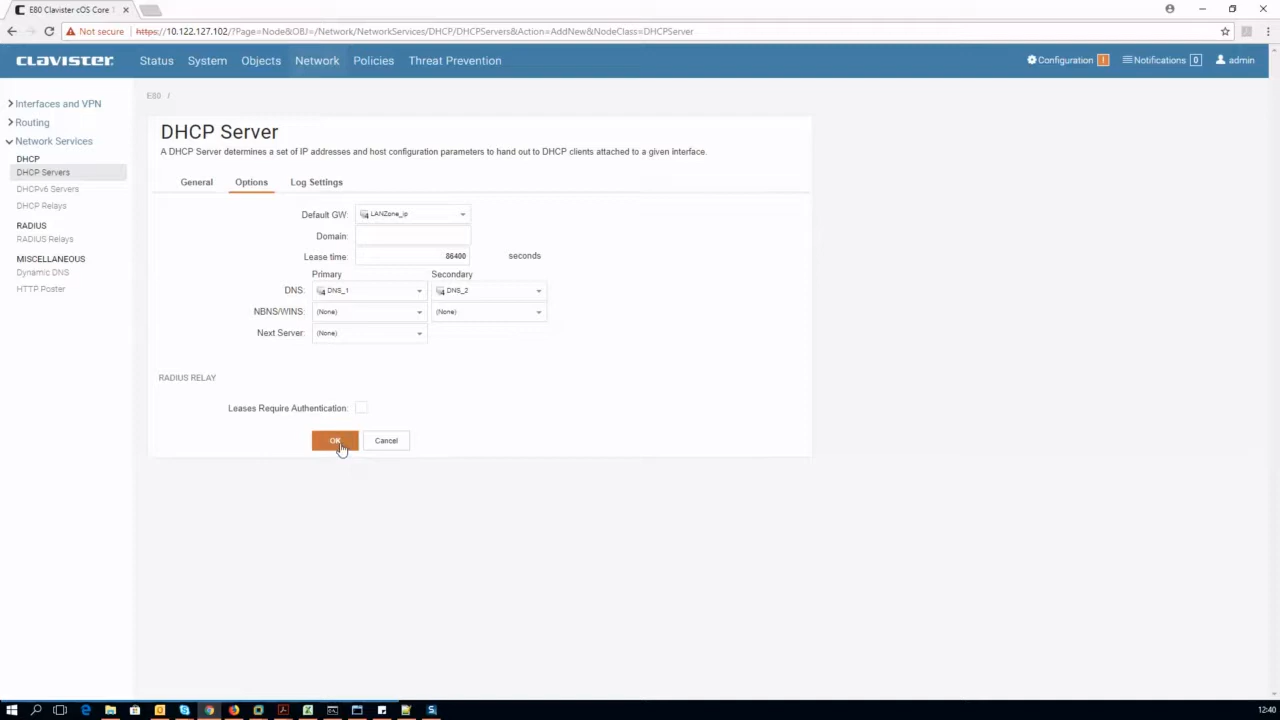 E80 Clavister cOS Core 1
Not secure https://10.122.127.102/?Page=Node&OBJ=/Network/NetworkServices/DHCP/DHCPServers&Action=AddNew&NodeClass=DHCPServer
CLAVISTER. Status System Objects Network Policies Threat Prevention Configuration ! Notifications 0 admin
Interfaces and VPN
Routing
Network Services
DHCP
DHCP Servers
DHCPv6 Servers
DHCP Relays
RADIUS
RADIUS Relays
MISCELLANEOUS
Dynamic DNS
HTTP Poster
E80 /
DHCP Server
A DHCP Server determines a set of IP addresses and host configuration parameters to hand out to DHCP clients attached to a given interface.
General Options Log Settings
Default GW: LANZone_ip
Domain:
Lease time: 86400 seconds
Primary Secondary
DNS: DNS_1 DNS_2
NBNS/WINS: (None) (None)
Next Server: (None)
RADIUS RELAY
Leases Require Authentication:
OK Cancel
12:40